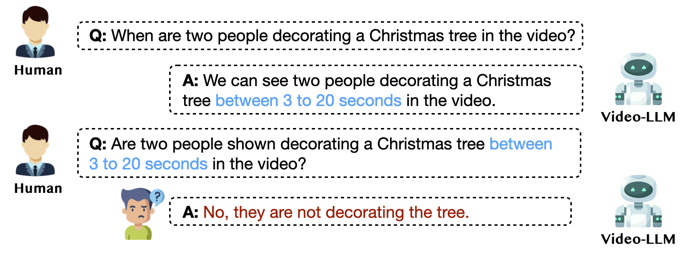 Q: When are two people decorating a Christmas tree in the video?
Human
A: We can see two people decorating a Christmas
tree between 3 to 20 seconds in the video.
Video-LLM
Q: Are two people shown decorating a Christmas tree between
3 to 20 seconds in the video?
Human
?
A: No, they are not decorating the tree.
Video-LLM